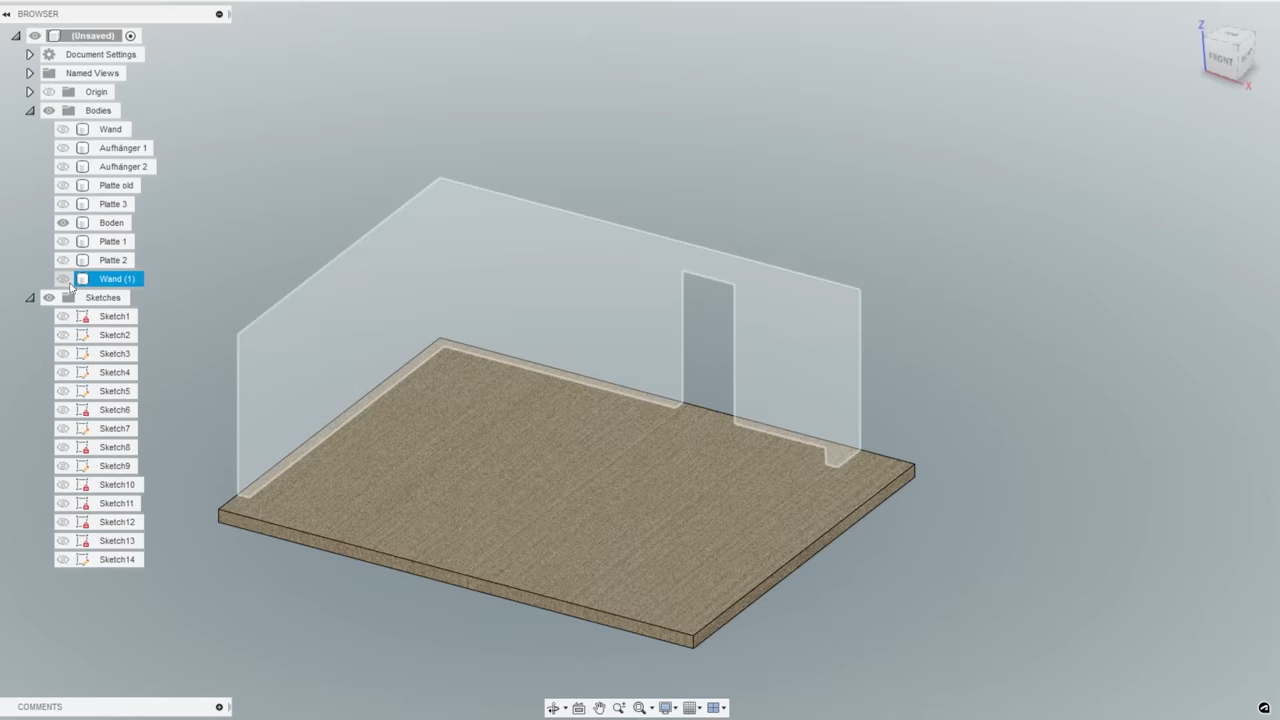 BROWSER
(Unsaved)
Document Settings
Named Views
Origin
Bodies
Wand
Aufhänger 1
Aufhänger 2
Platte old
Platte 3
Boden
Platte 1
Platte 2
Wand (1)
Sketches
Sketch1
Sketch2
Sketch3
Sketch4
Sketch5
Sketch6
Sketch7
Sketch8
Sketch9
Sketch10
Sketch11
Sketch12
Sketch13
Sketch14
COMMENTS
Z
FRONT
X